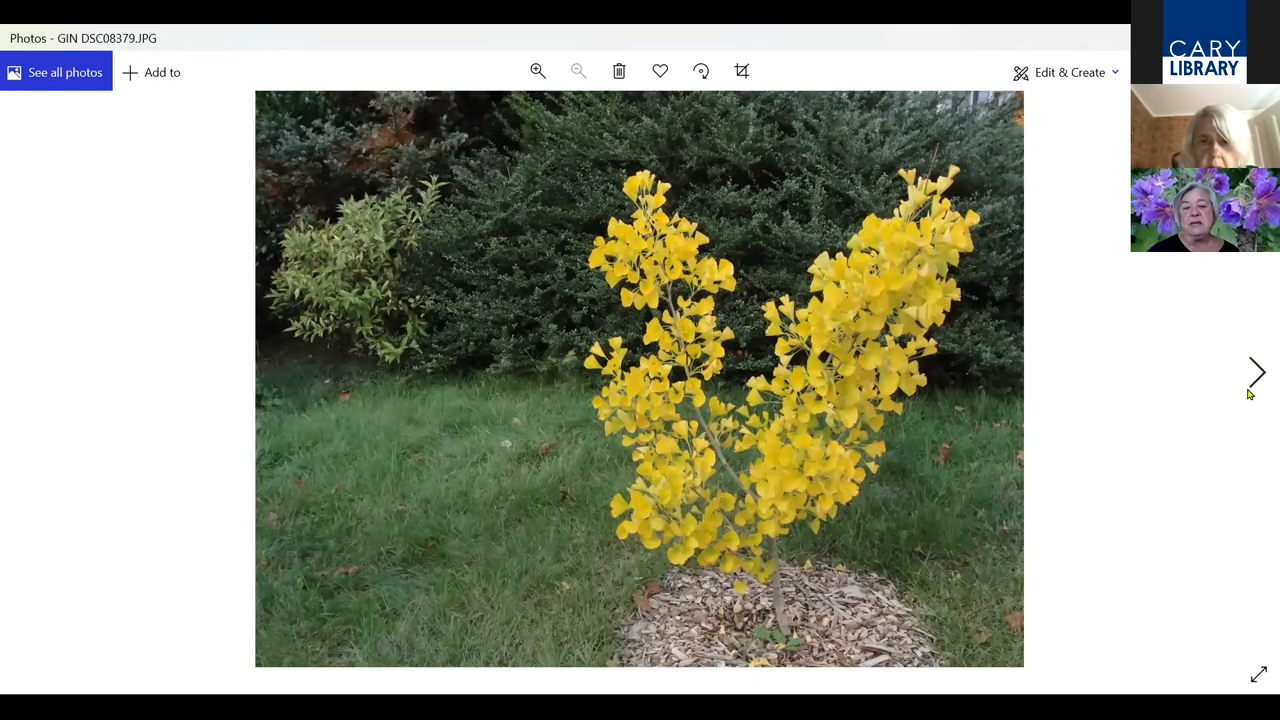 Photos - GIN DSC08379.JPG
See all photos
Add to
Edit & Create
CARY
LIBRARY